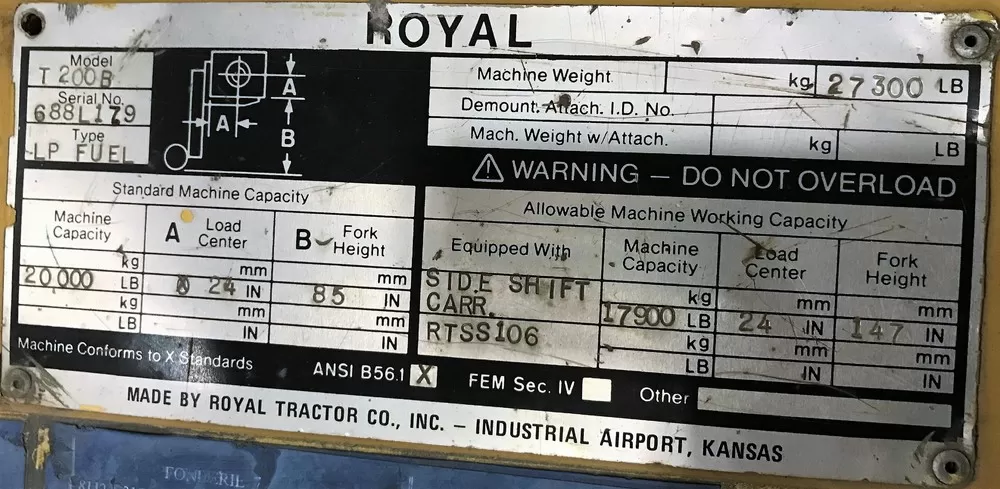 ROYAL
Model
T 200B
Serial No.
688L179
Type
LP FUEL
A
A
B
Machine Weight kg 27300 LB
Demount. Attach. I.D. No.
Mach. Weight w/Attach. kg LB
⚠ WARNING — DO NOT OVERLOAD
Standard Machine Capacity
Machine Capacity
A Load Center
B Fork Height
kg mm mm
20,000 LB 24 IN 85 IN
kg mm mm
LB IN IN
Allowable Machine Working Capacity
Equipped With
Machine Capacity
Load Center
Fork Height
SIDE SHIFT
CARR.
RTSS106
kg mm mm
17900 LB 24 IN 147 IN
kg mm mm
LB IN IN
Machine Conforms to X Standards
ANSI B56.1 X FEM Sec. IV Other
MADE BY ROYAL TRACTOR CO., INC. — INDUSTRIAL AIRPORT, KANSAS